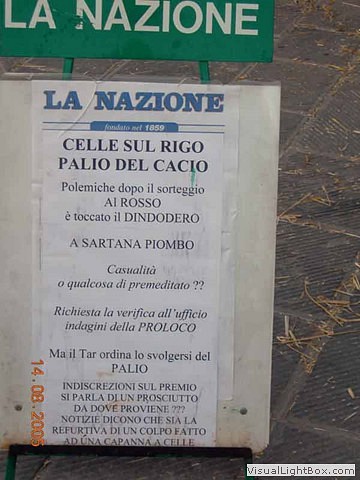 LA NAZIONE
LA NAZIONE
fondato nel 1859
CELLE SUL RIGO
PALIO DEL CACIO
Polemiche dopo il sorteggio
Al ROSSO
è toccato il DINDODERO
A SARTANA PIOMBO
Casualità
o qualcosa di premeditato ??
Richiesta la verifica all'ufficio
indagini della PROLOCO
Ma il Tar ordina lo svolgersi del
PALIO
INDISCREZIONI SUL PREMIO
SI PARLA DI UN PROSCIUTTO
DA DOVE PROVIENE ???
NOTIZIE DICONO CHE SIA LA
REFURTIVA DI UN COLPO FATTO
AD UNA CAPANNA A CELLE
14.08.2005
VisualLightBox.com